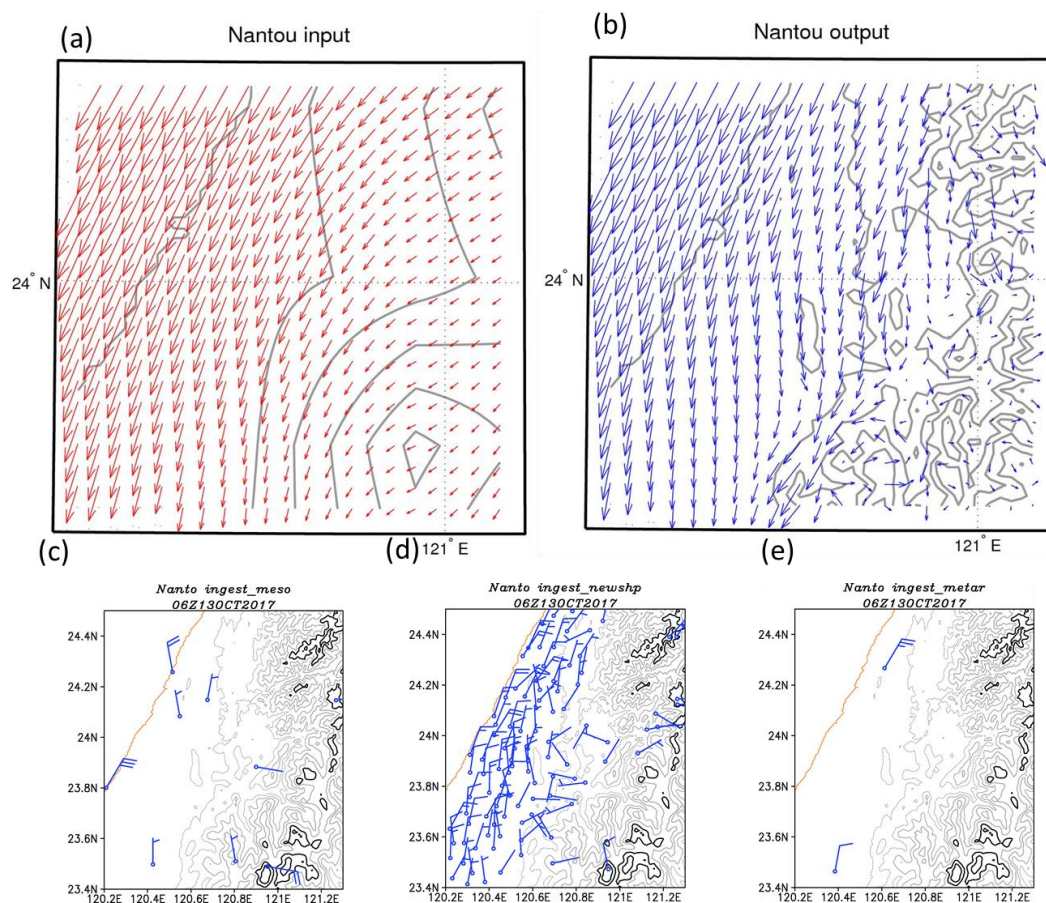 (a)
Nantou input
(b)
Nantou output
24° N
24° N
(c)
(d)
121° E
(e)
121° E
Nanto ingest_meso
06Z13OCT2017
Nanto ingest_newshp
06Z13OCT2017
Nanto ingest_metar
06Z13OCT2017
24.4N
24.2N
24N
23.8N
23.6N
23.4N
120.2E 120.4E 120.6E 120.8E 121E 121.2E
24.4N
24.2N
24N
23.8N
23.6N
23.4N
120.2E 120.4E 120.6E 120.8E 121E 121.2E
24.4N
24.2N
24N
23.8N
23.6N
23.4N
120.2E 120.4E 120.6E 120.8E 121E 121.2E